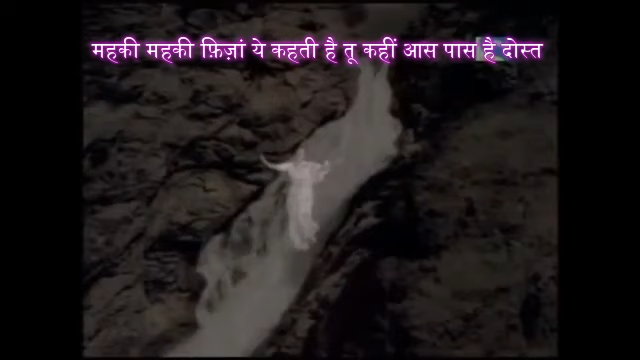 महकी महकी फ़िज़ां ये कहती है तू कहीं आस पास है दोस्त